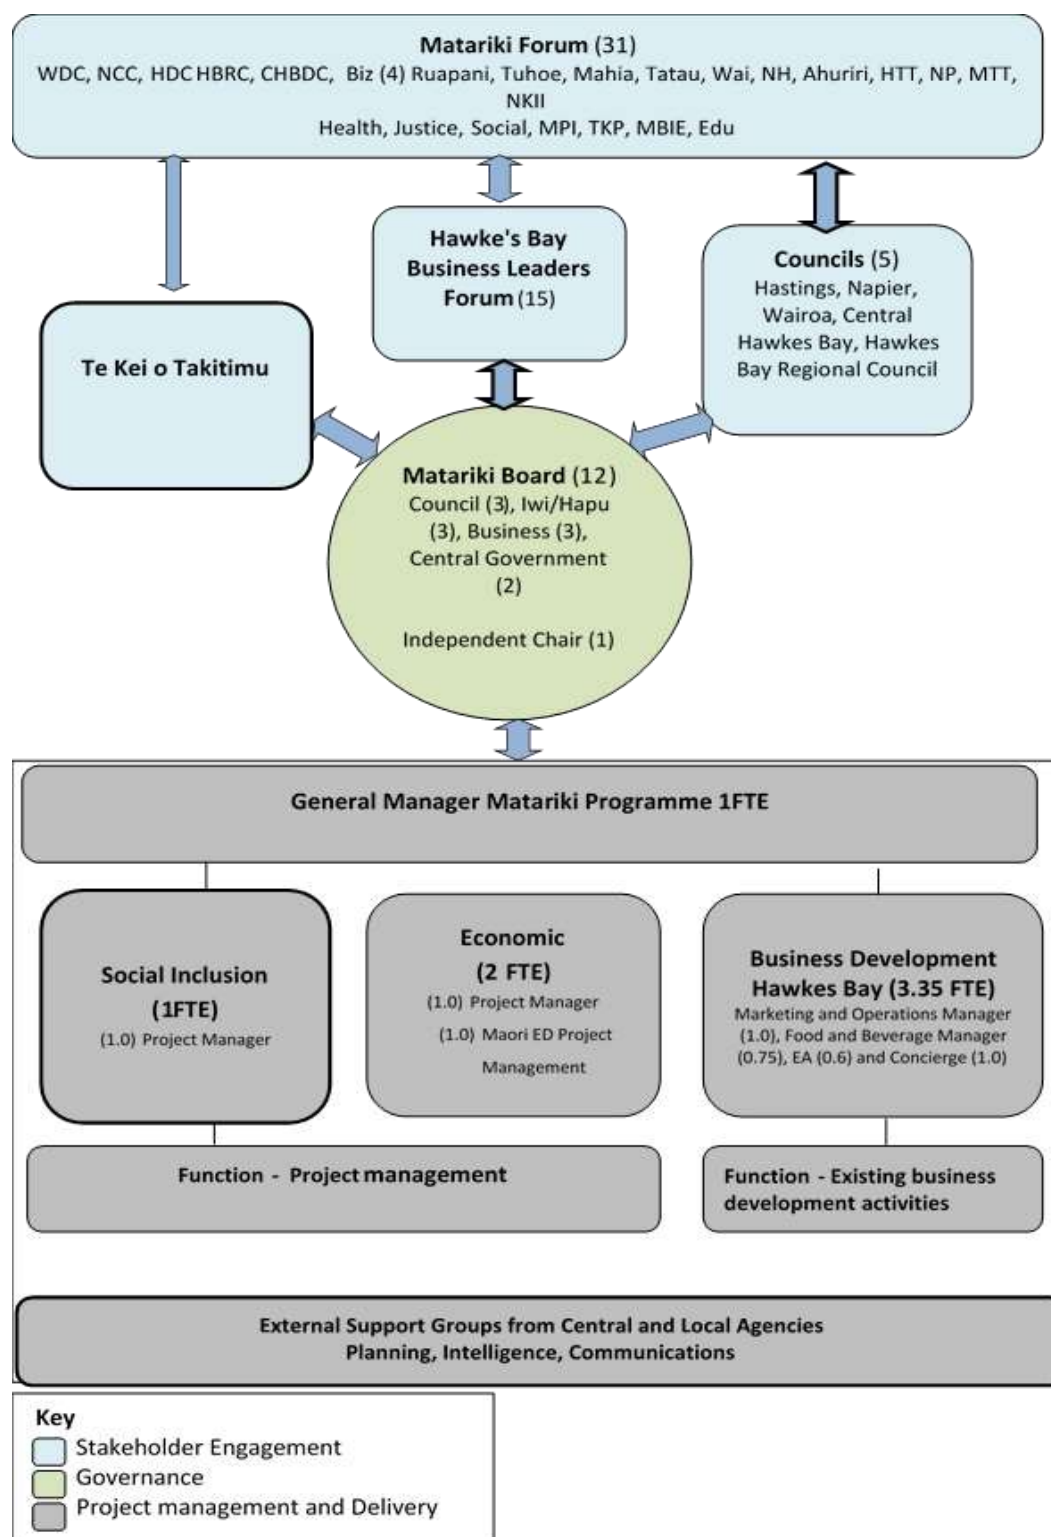 Matariki Forum (31)
WDC, NCC, HDC HBRC, CHBDC, Biz (4) Ruapani, Tuhoe, Mahia, Tatau, Wai, NH, Ahuriri, HTT, NP, MTT,
NKII
Health, Justice, Social, MPI, TKP, MBIE, Edu
Hawke's Bay
Business Leaders
Forum (15)
Councils (5)
Hastings, Napier,
Wairoa, Central
Hawkes Bay, Hawkes
Bay Regional Council
Te Kei o Takitimu
Matariki Board (12)
Council (3), Iwi/Hapu
(3), Business (3),
Central Government
(2)
Independent Chair (1)
General Manager Matariki Programme 1FTE
Social Inclusion
(1FTE)
(1.0) Project Manager
Economic
(2 FTE)
(1.0) Project Manager
(1.0) Maori ED Project
Management
Business Development
Hawkes Bay (3.35 FTE)
Marketing and Operations Manager
(1.0), Food and Beverage Manager
(0.75), EA (0.6) and Concierge (1.0)
Function - Project management
Function - Existing business
development activities
External Support Groups from Central and Local Agencies
Planning, Intelligence, Communications
Key
Stakeholder Engagement
Governance
Project management and Delivery